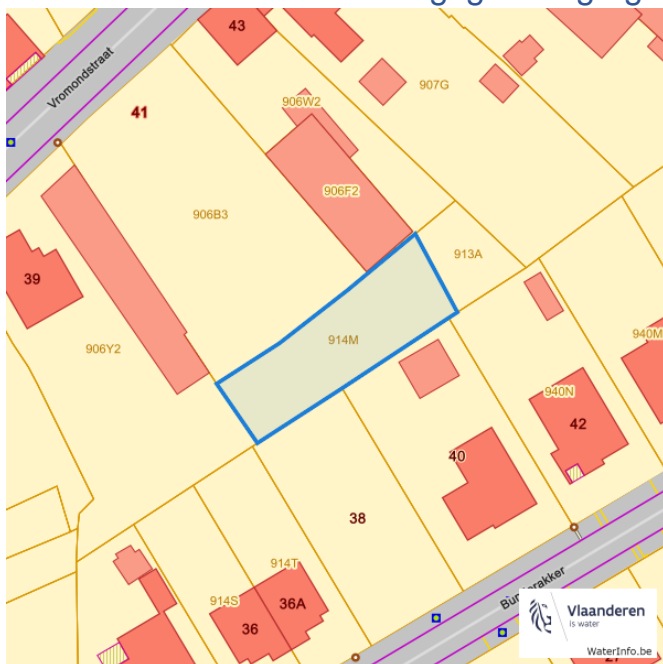 43
Vromondstraat
41
906W2
907G
906F2
906B3
913A
39
914M
906Y2
940M
940N
42
40
38
914T
914S
36A
36
Vlaanderen
is water
WaterInfo.be